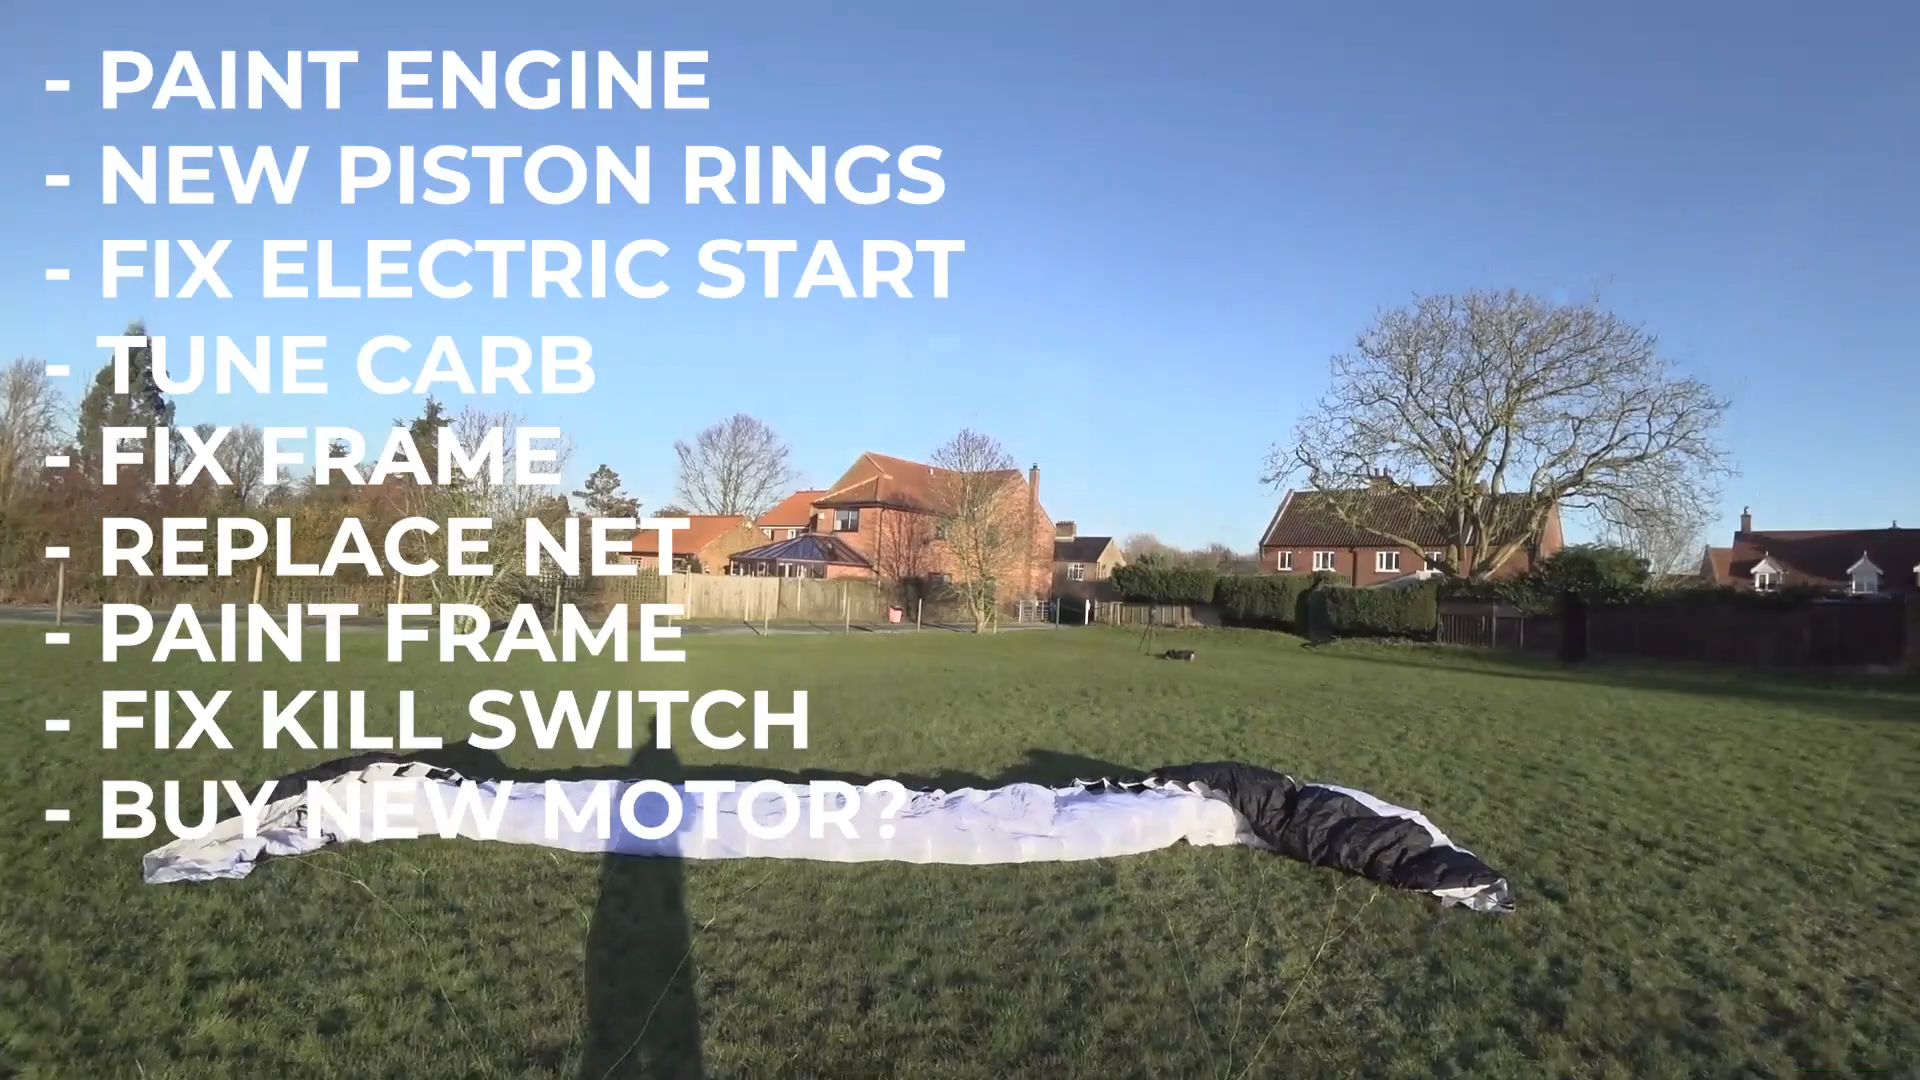 - PAINT ENGINE
- NEW PISTON RINGS
- FIX ELECTRIC START
- TUNE CARB
- FIX FRAME
- REPLACE NET
- PAINT FRAME
- FIX KILL SWITCH
- BUY NEW MOTOR?